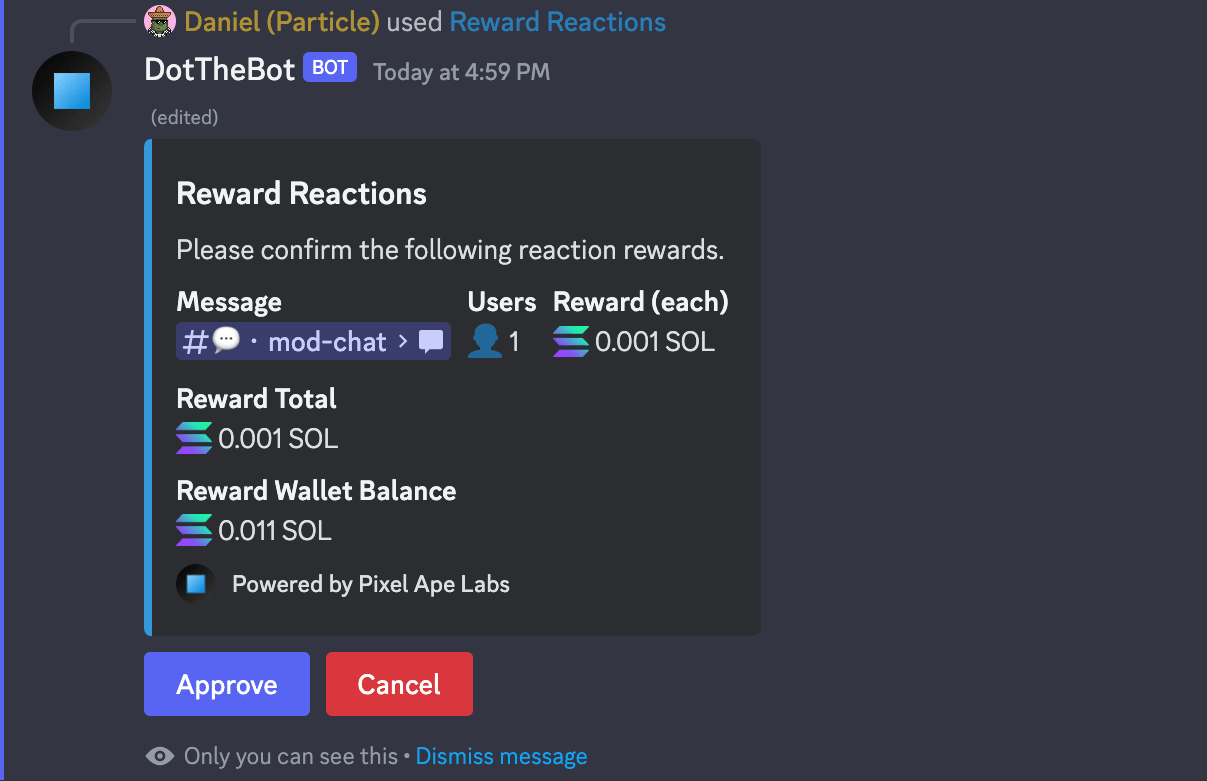 Daniel (Particle) used Reward Reactions
DotTheBot BOT Today at 4:59 PM
(edited)
Reward Reactions
Please confirm the following reaction rewards.
Message Users Reward (each)
#💬 · mod-chat › 1 0.001 SOL
Reward Total
0.001 SOL
Reward Wallet Balance
0.011 SOL
Powered by Pixel Ape Labs
Approve Cancel
Only you can see this • Dismiss message